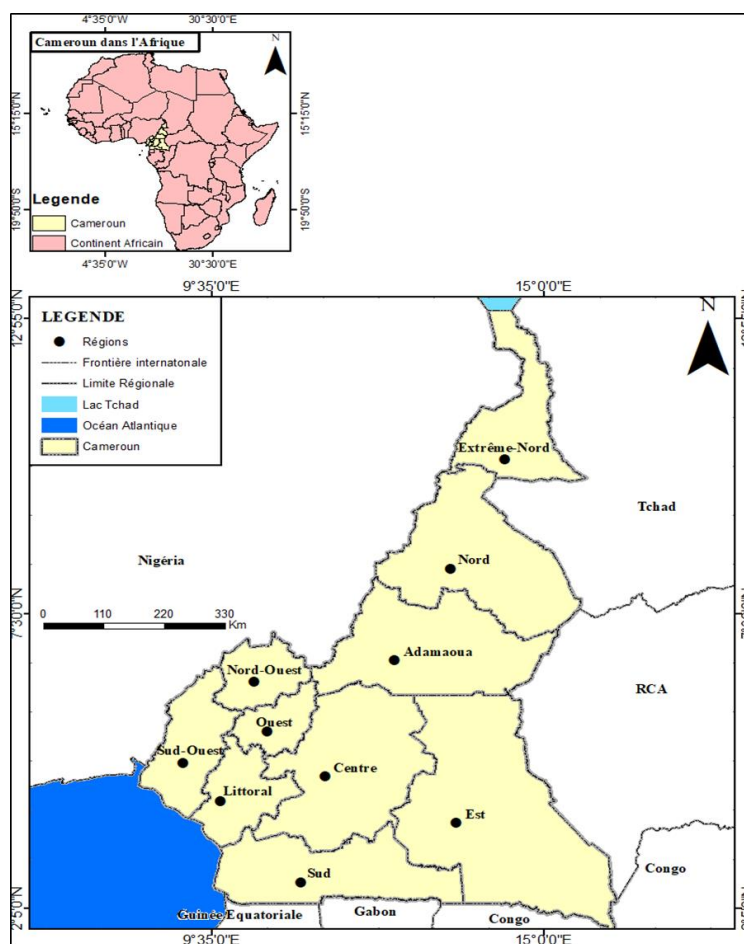 4°35'0"W 30°30'0"E
Cameroun dans l'Afrique
N
15°15'0"N
15°15'0"N
19°50'0"S
19°50'0"S
Legende
Cameroun
Continent Africain
4°35'0"W 30°30'0"E
9°35'0"E 15°0'0"E
12°55'0"N
LEGENDE
Régions
Frontière internatonale
Limite Régionale
Lac Tchad
Océan Atlantique
Cameroun
N
Extrême-Nord
Tchad
Nord
Nigéria
7°30'0"N
0 110 220 330
Km
Adamaoua
Nord-Ouest
RCA
Ouest
Sud-Ouest
Centre
Littoral
Est
Sud
Congo
2°5'0"N
Guinée Equatoriale
Gabon
Congo
9°35'0"E 15°0'0"E